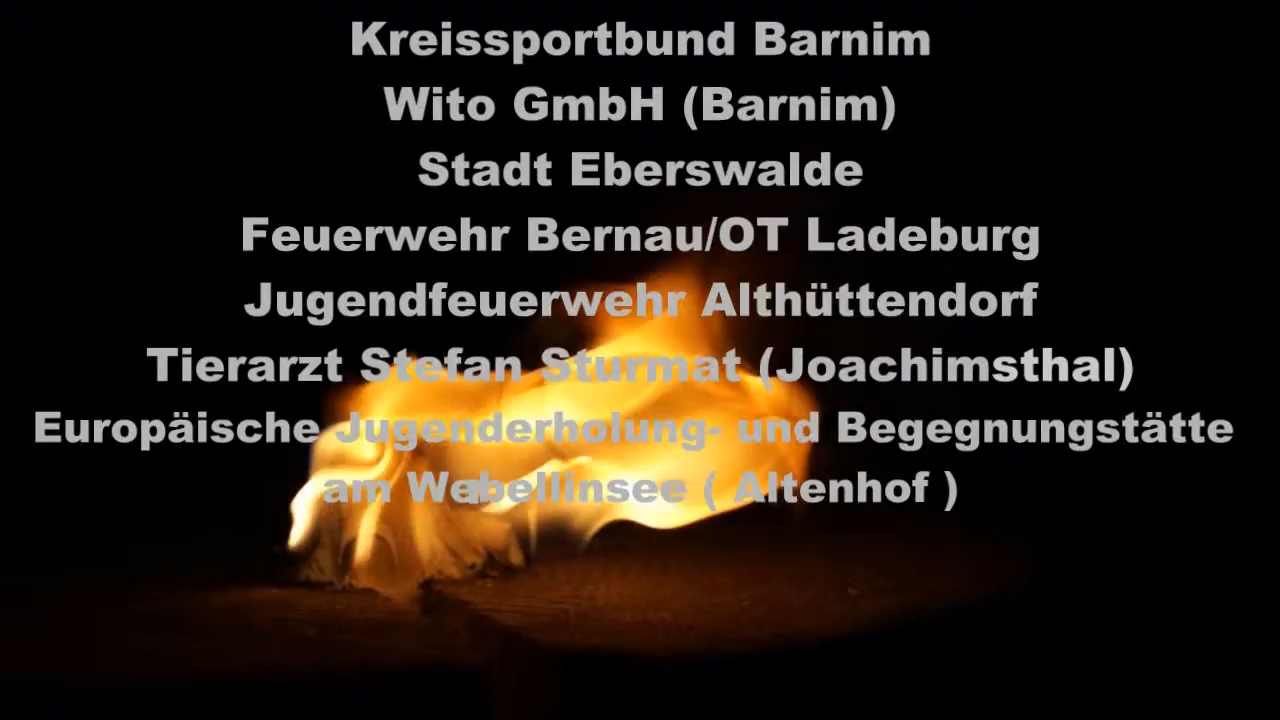 Kreissportbund Barnim
Wito GmbH (Barnim)
Stadt Eberswalde
Feuerwehr Bernau/OT Ladeburg
Jugendfeuerwehr Althüttendorf
Tierarzt Stefan Sturmat (Joachimsthal)
Europäische Jugenderholung- und Begegnungstätte
am Webellinsee ( Altenhof )